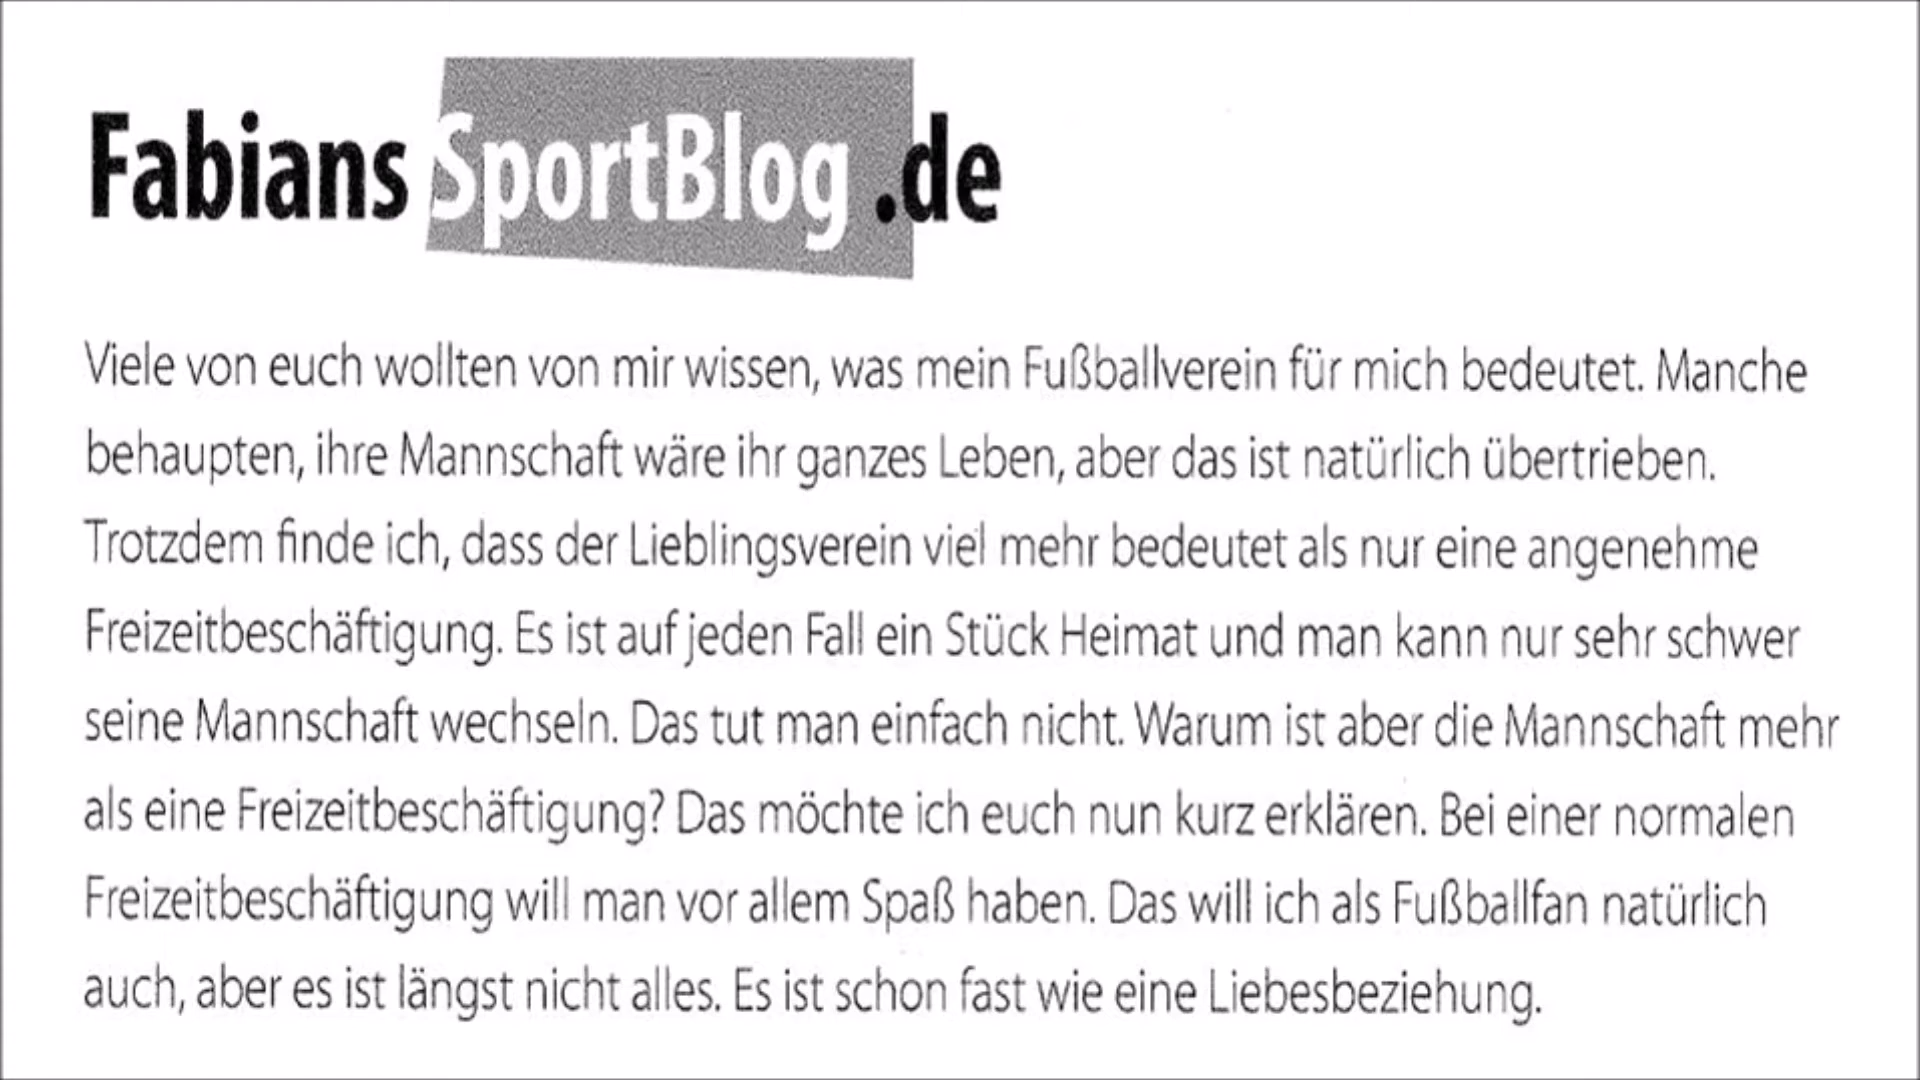 Fabians SportBlog .de
Viele von euch wollten von mir wissen, was mein Fußballverein für mich bedeutet. Manche
behaupten, ihre Mannschaft wäre ihr ganzes Leben, aber das ist natürlich übertrieben.
Trotzdem finde ich, dass der Lieblingsverein viel mehr bedeutet als nur eine angenehme
Freizeitbeschäftigung. Es ist auf jeden Fall ein Stück Heimat und man kann nur sehr schwer
seine Mannschaft wechseln. Das tut man einfach nicht. Warum ist aber die Mannschaft mehr
als eine Freizeitbeschäftigung? Das möchte ich euch nun kurz erklären. Bei einer normalen
Freizeitbeschäftigung will man vor allem Spaß haben. Das will ich als Fußballfan natürlich
auch, aber es ist längst nicht alles. Es ist schon fast wie eine Liebesbeziehung.